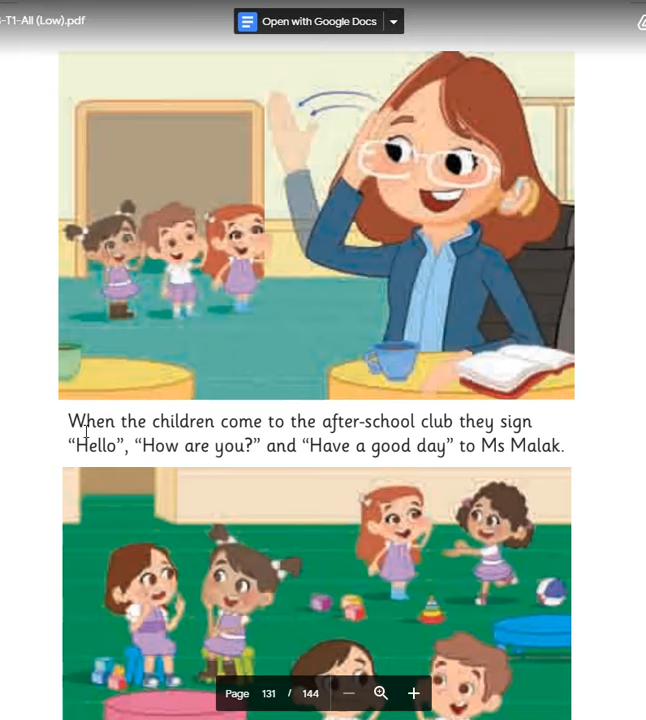 -T1-All (Low).pdf
Open with Google Docs
When the children come to the after-school club they sign
“Hello”, “How are you?” and “Have a good day” to Ms Malak.
Page 131 / 144